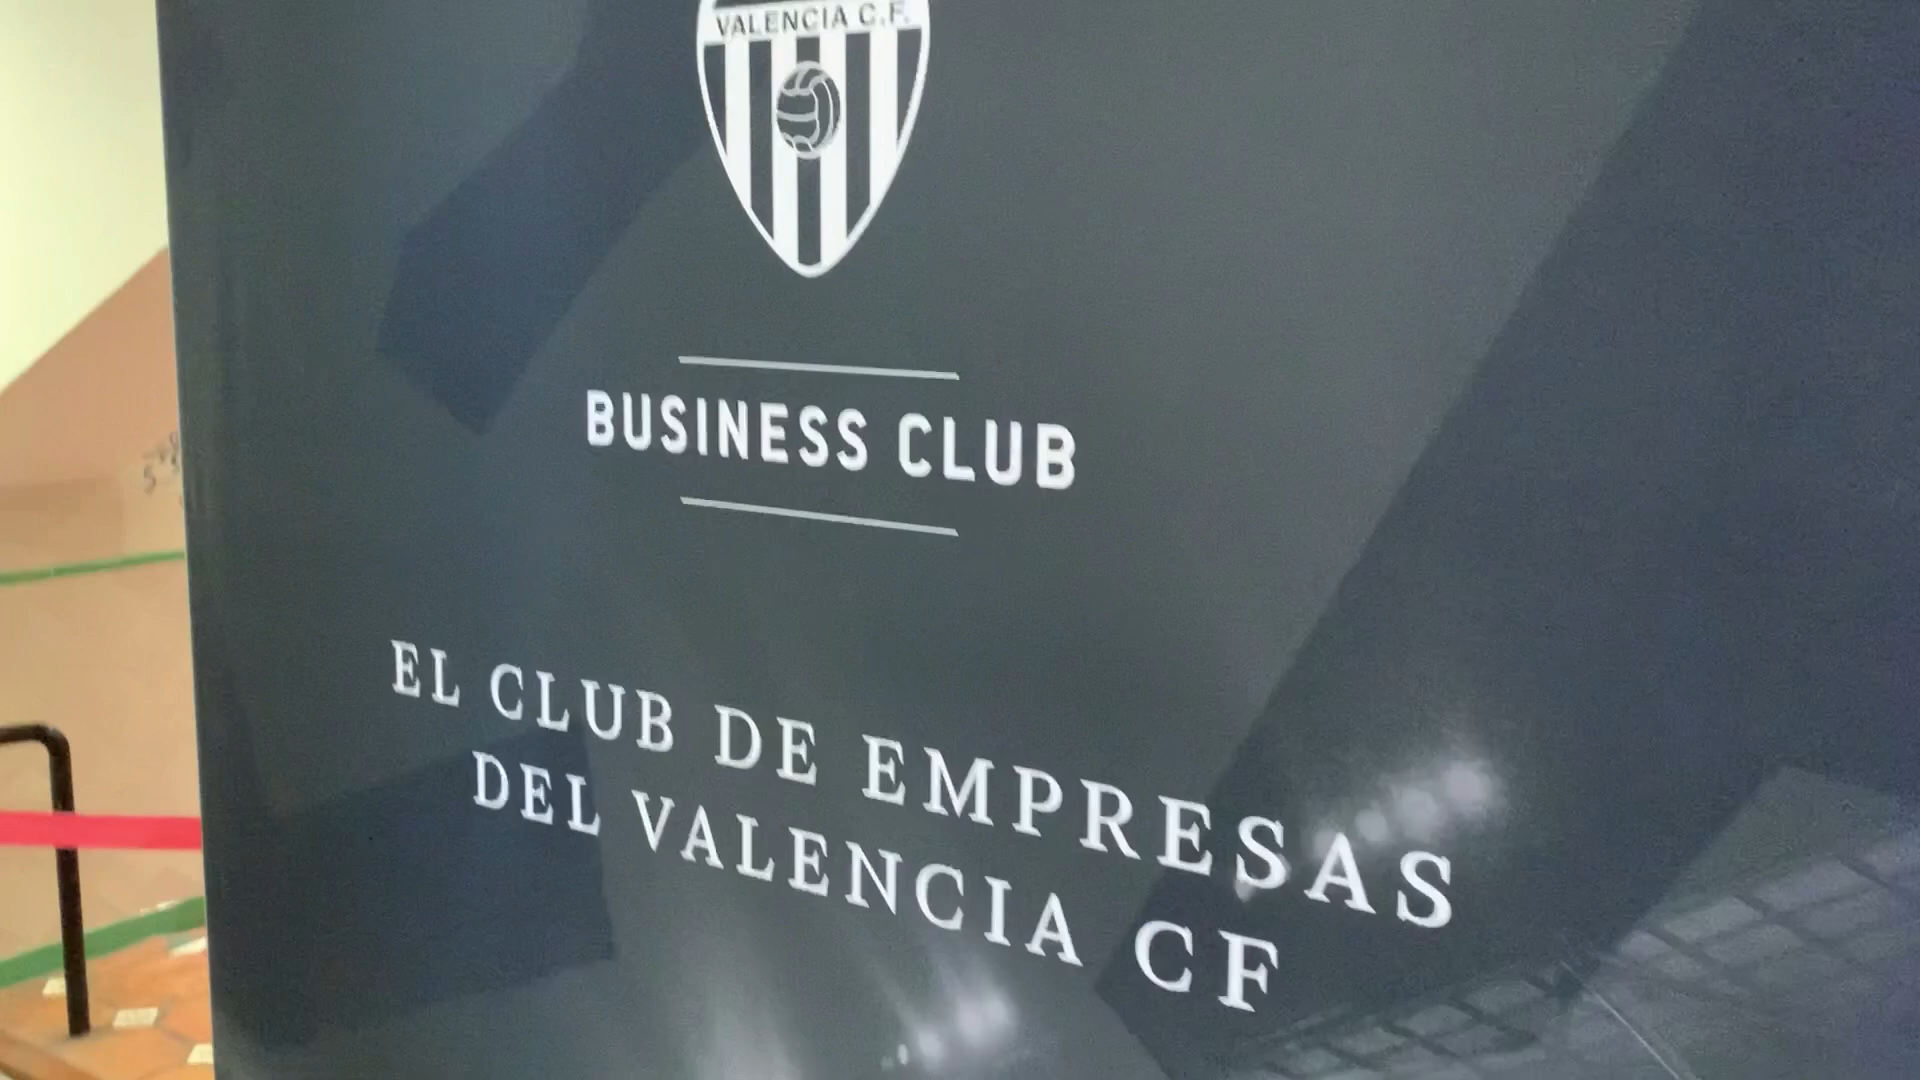 VALENCIA C.F.
BUSINESS CLUB
EL CLUB DE EMPRESAS
DEL VALENCIA CF